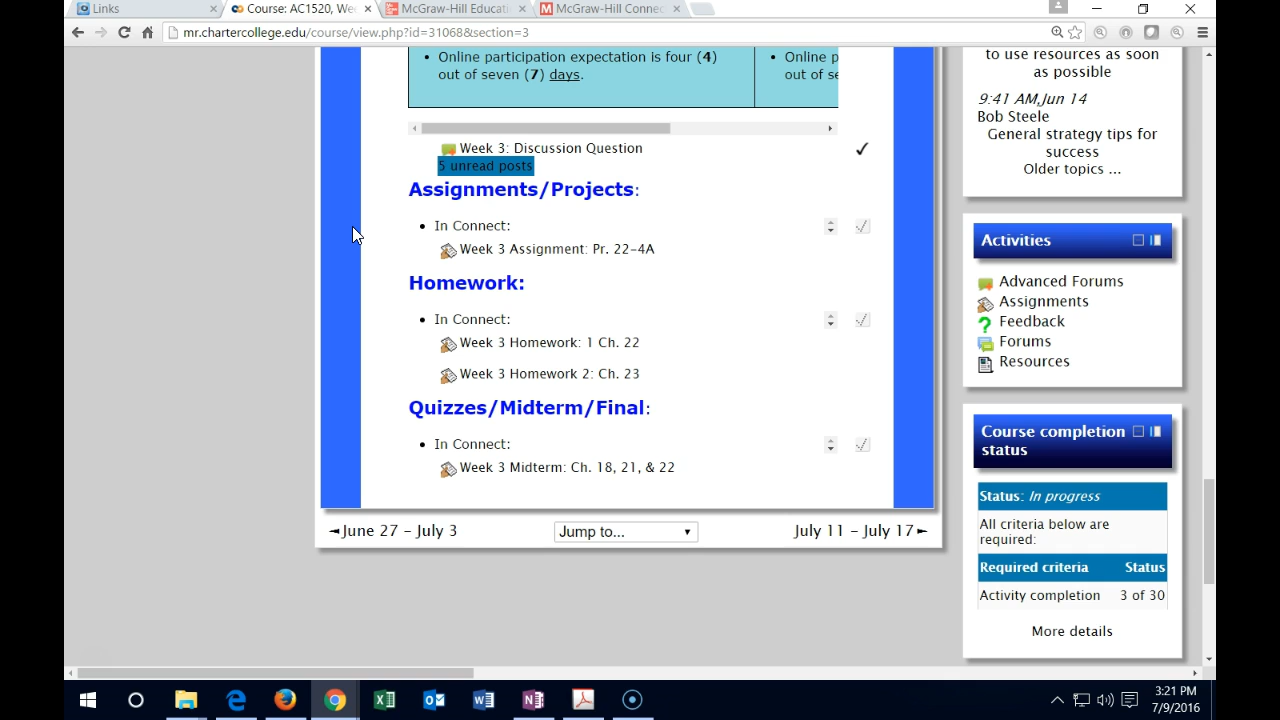 Links
Course: AC1520, We
McGraw-Hill Educati
McGraw-Hill Connec
mr.chartercollege.edu/course/view.php?id=31068&section=3
• Online participation expectation is four (4)
out of seven (7) days.
• Online p
out of se
Week 3: Discussion Question
5 unread posts
Assignments/Projects:
• In Connect:
Week 3 Assignment: Pr. 22-4A
Homework:
• In Connect:
Week 3 Homework: 1 Ch. 22
Week 3 Homework 2: Ch. 23
Quizzes/Midterm/Final:
• In Connect:
Week 3 Midterm: Ch. 18, 21, & 22
◄June 27 - July 3
Jump to...
July 11 - July 17►
to use resources as soon
as possible
9:41 AM,Jun 14
Bob Steele
General strategy tips for
success
Older topics ...
Activities
Advanced Forums
Assignments
Feedback
Forums
Resources
Course completion
status
Status: In progress
All criteria below are
required:
Required criteria Status
Activity completion 3 of 30
More details
3:21 PM
7/9/2016